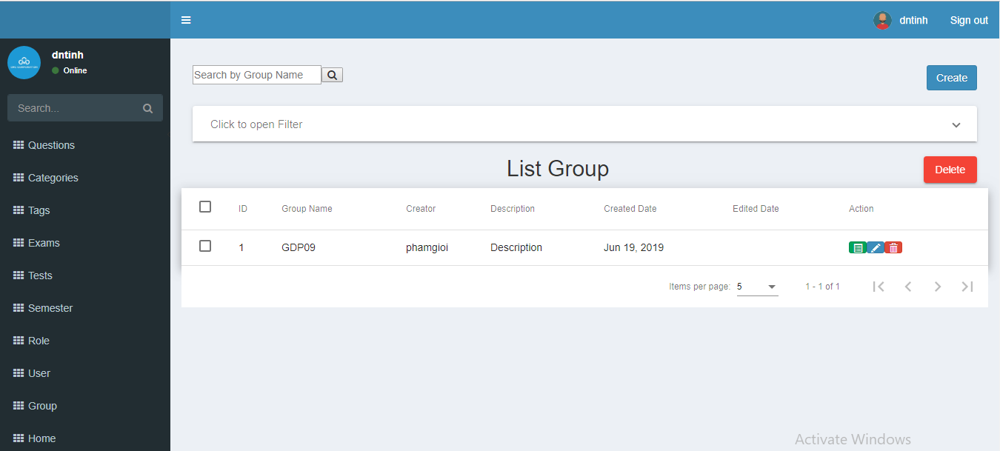 dntinh Sign out
dntinh
Online
Search...
Questions
Categories
Tags
Exams
Tests
Semester
Role
User
Group
Home
Search by Group Name
Create
Click to open Filter
List Group Delete
ID Group Name Creator Description Created Date Edited Date Action
1 GDP09 phamgioi Description Jun 19, 2019
Items per page: 5 1 - 1 of 1
Activate Windows